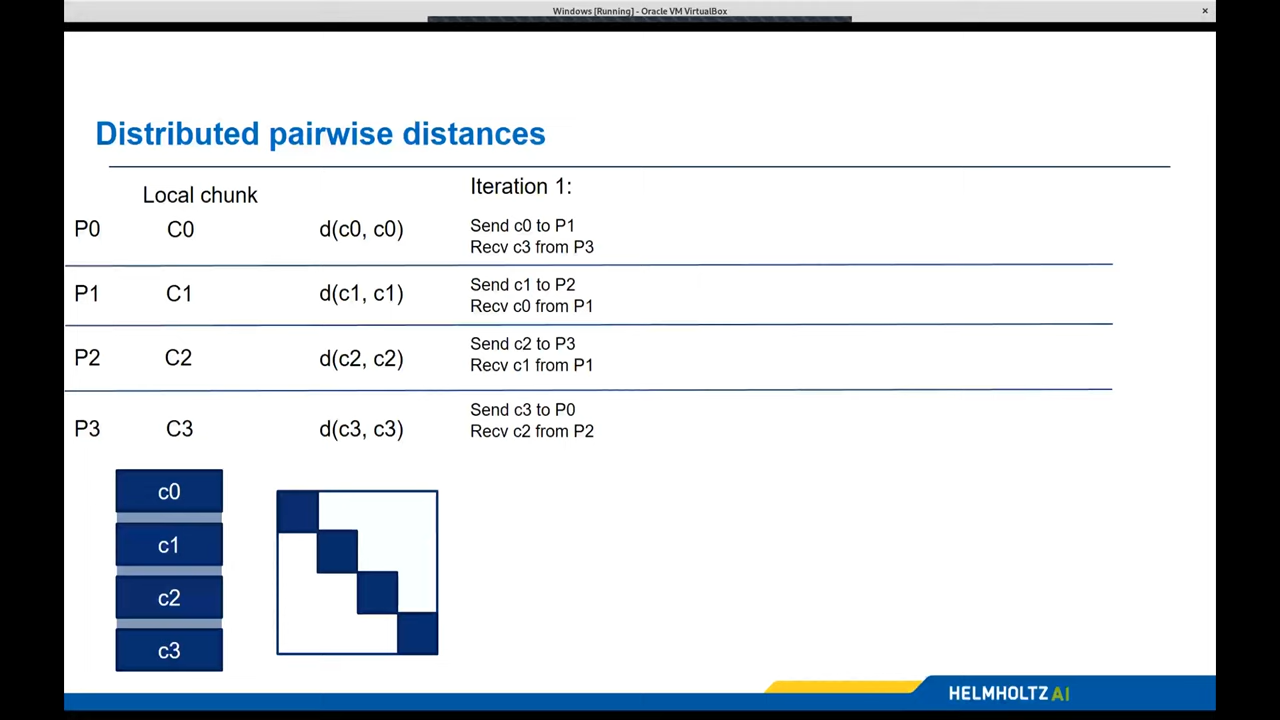 Windows [Running] - Oracle VM VirtualBox
×
Distributed pairwise distances
Local chunk
Iteration 1:
P0 C0 d(c0, c0) Send c0 to P1
Recv c3 from P3
P1 C1 d(c1, c1) Send c1 to P2
Recv c0 from P1
P2 C2 d(c2, c2) Send c2 to P3
Recv c1 from P1
P3 C3 d(c3, c3) Send c3 to P0
Recv c2 from P2
c0
c1
c2
c3
HELMHOLTZ AI